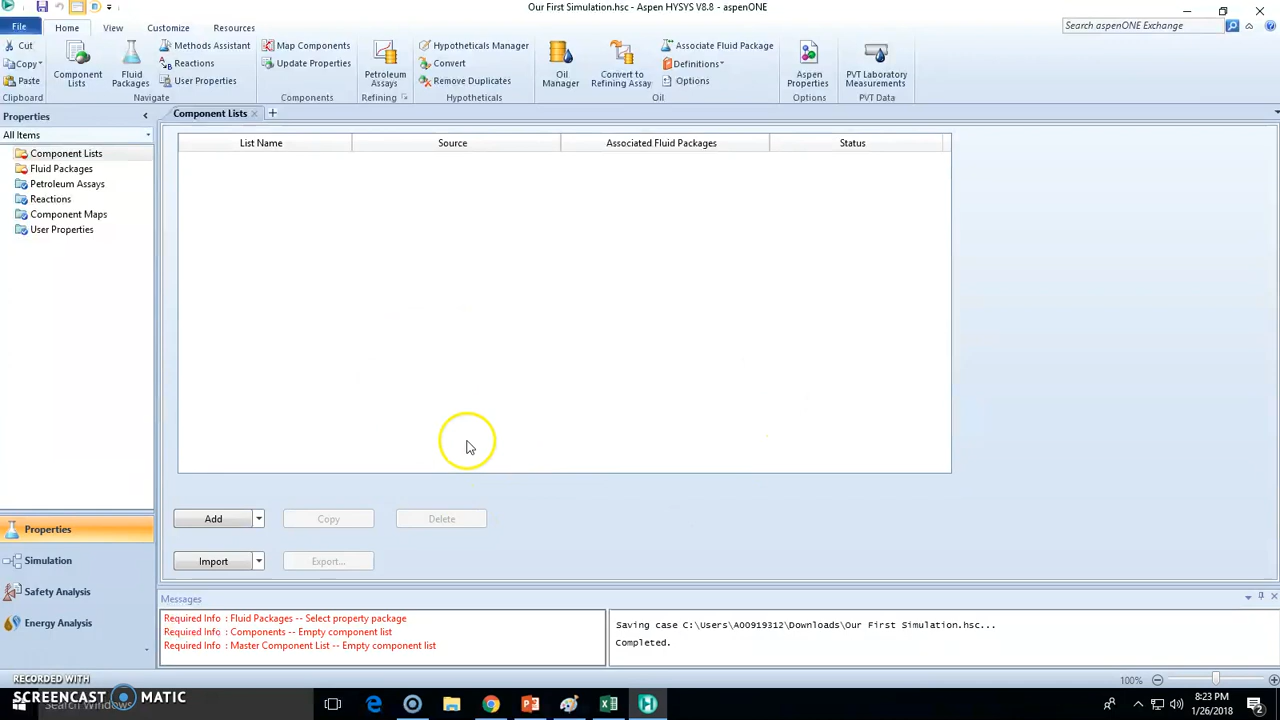 Our First Simulation.hsc - Aspen HYSYS V8.8 - aspenONE
File
Home
View
Customize
Resources
Search aspenONE Exchange
Cut
Copy
Paste
Clipboard
Component Lists
Fluid Packages
Methods Assistant
Reactions
User Properties
Navigate
Map Components
Update Properties
Components
Petroleum Assays
Refining
Hypotheticals Manager
Convert
Remove Duplicates
Hypotheticals
Oil Manager
Convert to Refining Assay
Associate Fluid Package
Definitions
Options
Oil
Aspen Properties
Options
PVT Laboratory Measurements
PVT Data
Properties
All Items
Component Lists
Fluid Packages
Petroleum Assays
Reactions
Component Maps
User Properties
Properties
Simulation
Safety Analysis
Energy Analysis
Component Lists
List Name Source Associated Fluid Packages Status
Add Copy Delete
Import Export...
Messages
Required Info : Fluid Packages -- Select property package
Required Info : Components -- Empty component list
Required Info : Master Component List -- Empty component list
Saving case C:\Users\A00919312\Downloads\Our First Simulation.hsc...
Completed.
100%
RECORDED WITH
SCREENCAST MATIC
Search Windows
8:23 PM
1/26/2018